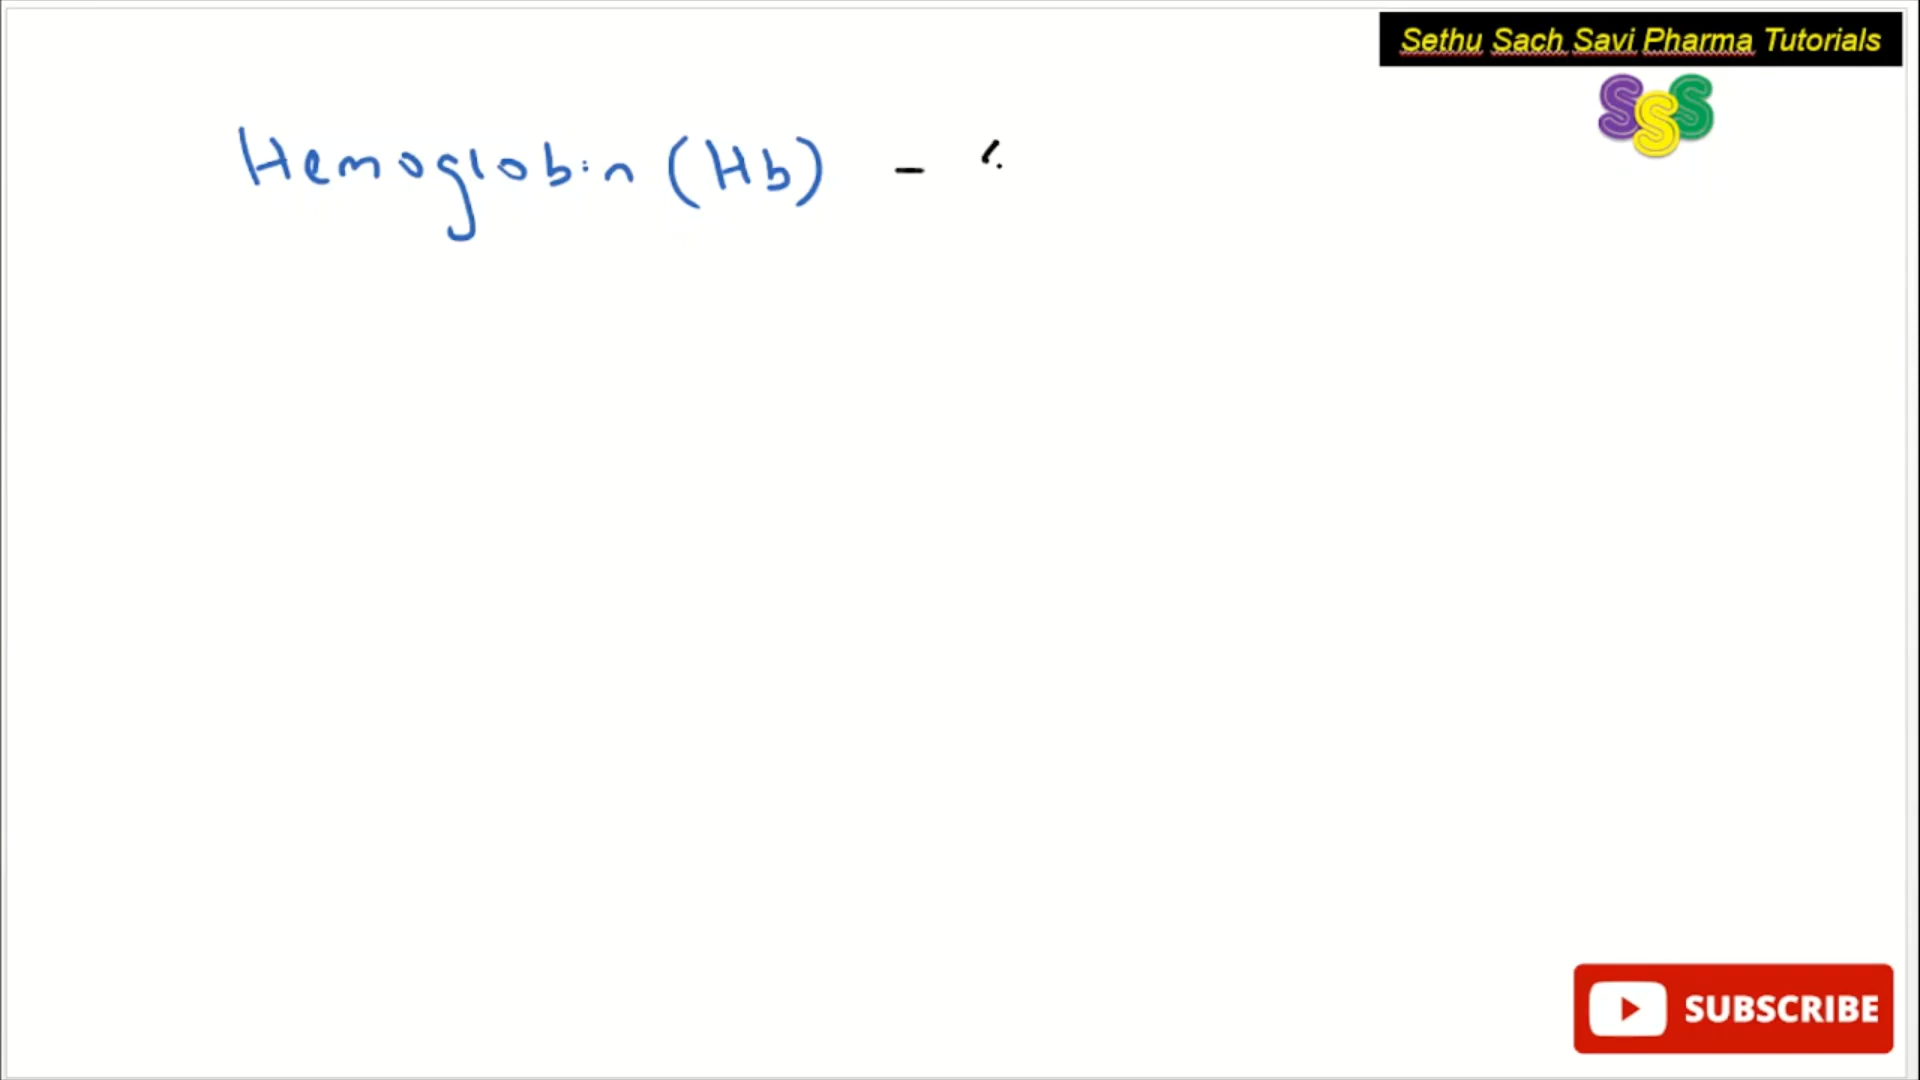 Sethu Sach Savi Pharma Tutorials
SSS
Hemoglobin (Hb) -
SUBSCRIBE